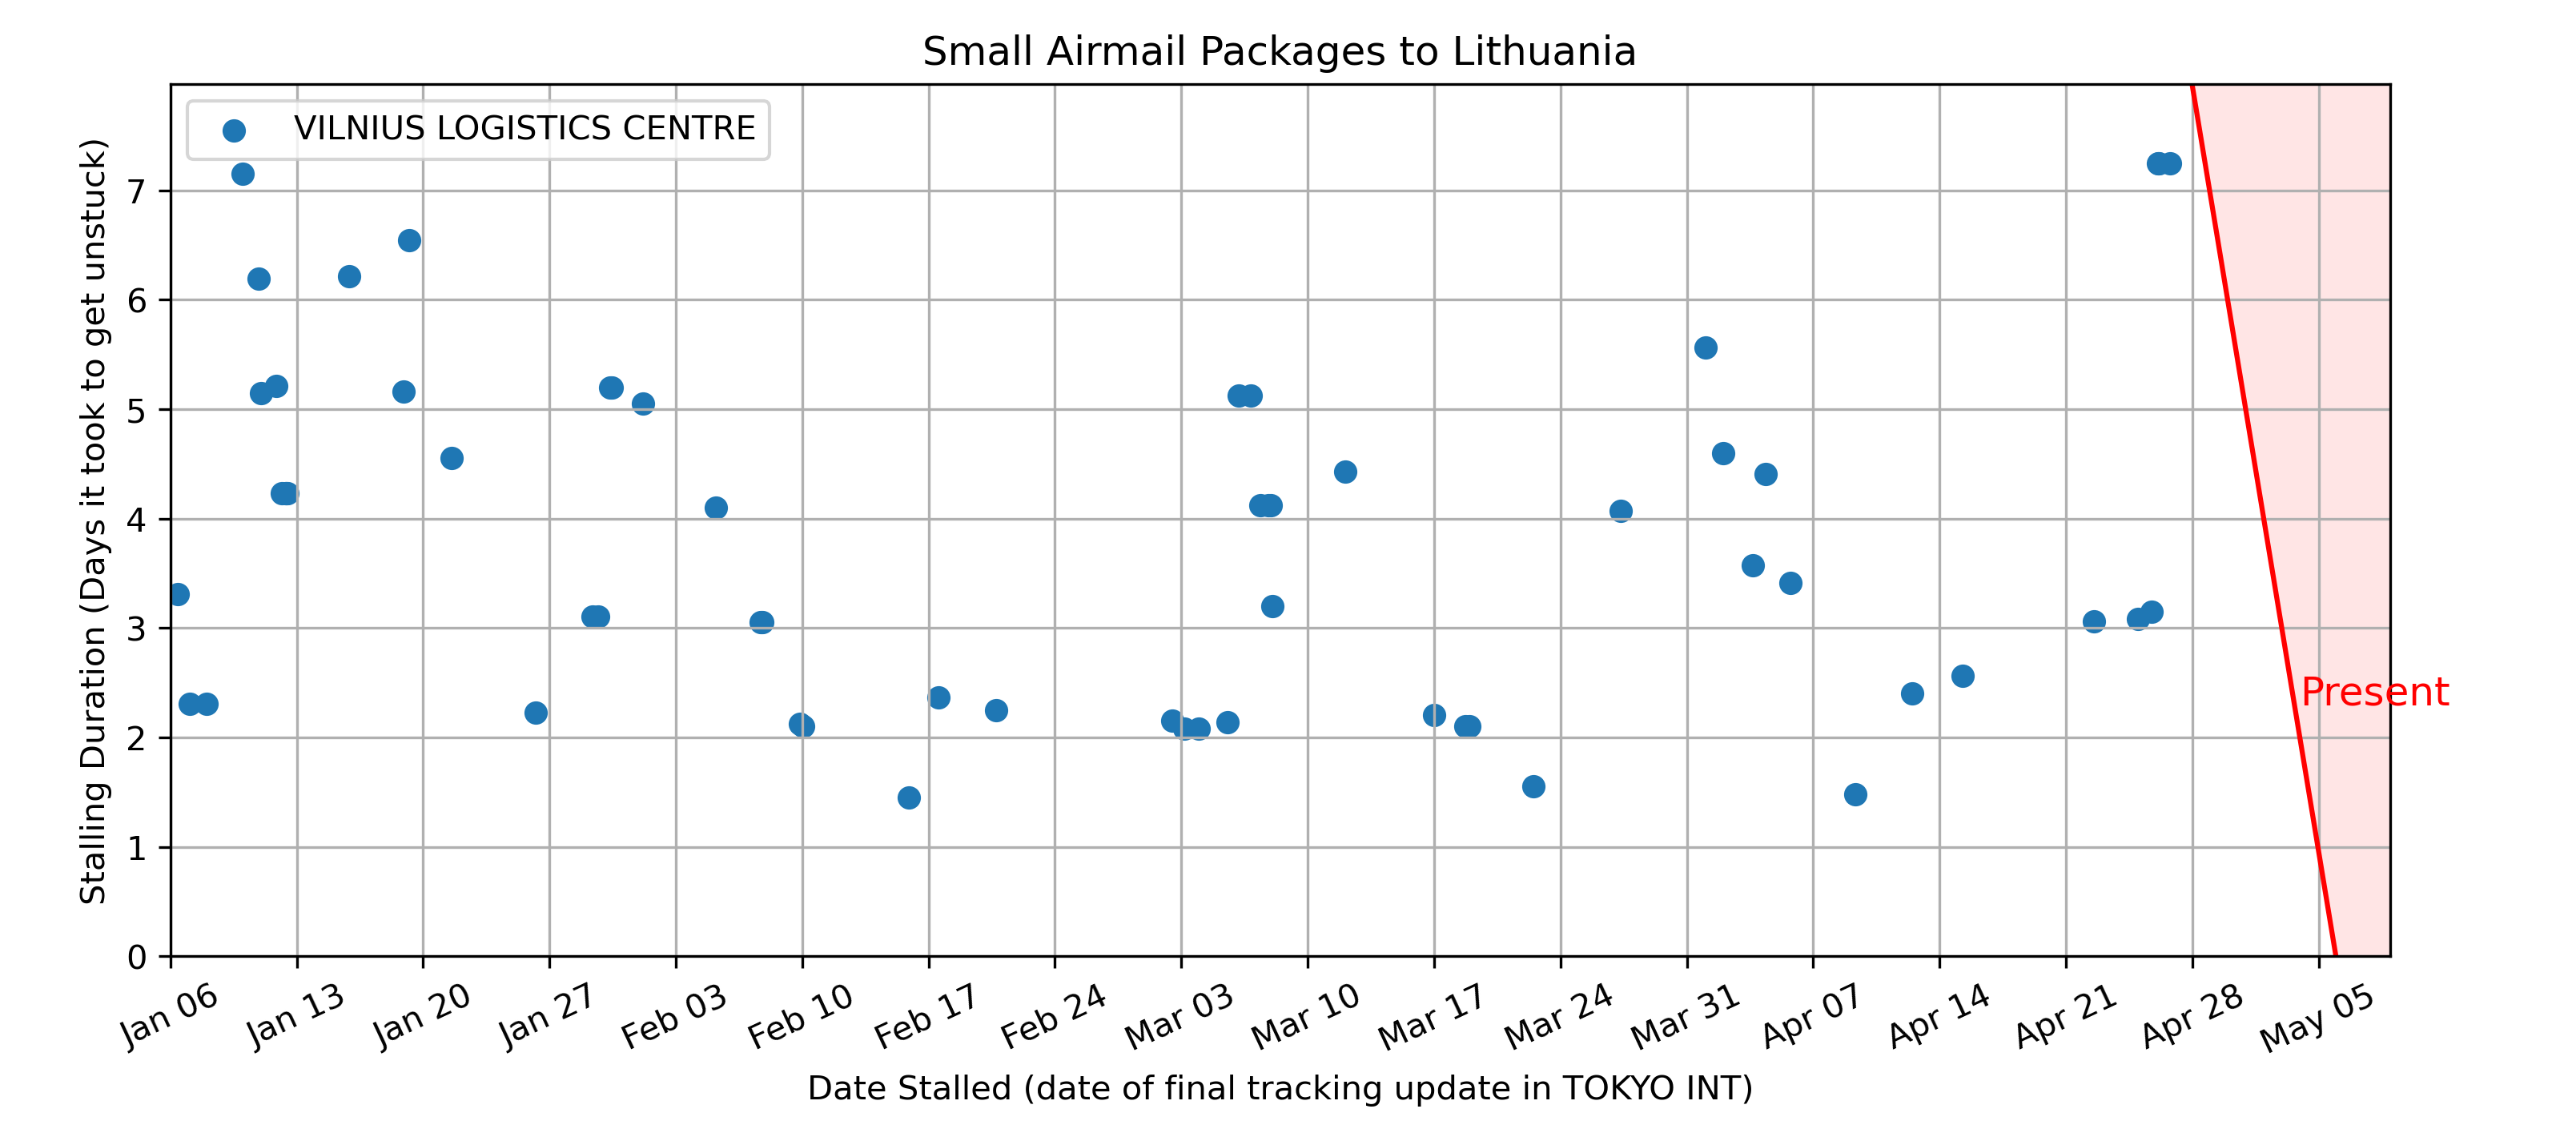 Small Airmail Packages to Lithuania
VILNIUS LOGISTICS CENTRE
Stalling Duration (Days it took to get unstuck)
7
6
5
4
3
2
1
0
Present
Jan 06
Jan 13
Jan 20
Jan 27
Feb 03
Feb 10
Feb 17
Feb 24
Mar 03
Mar 10
Mar 17
Mar 24
Mar 31
Apr 07
Apr 14
Apr 21
Apr 28
May 05
Date Stalled (date of final tracking update in TOKYO INT)